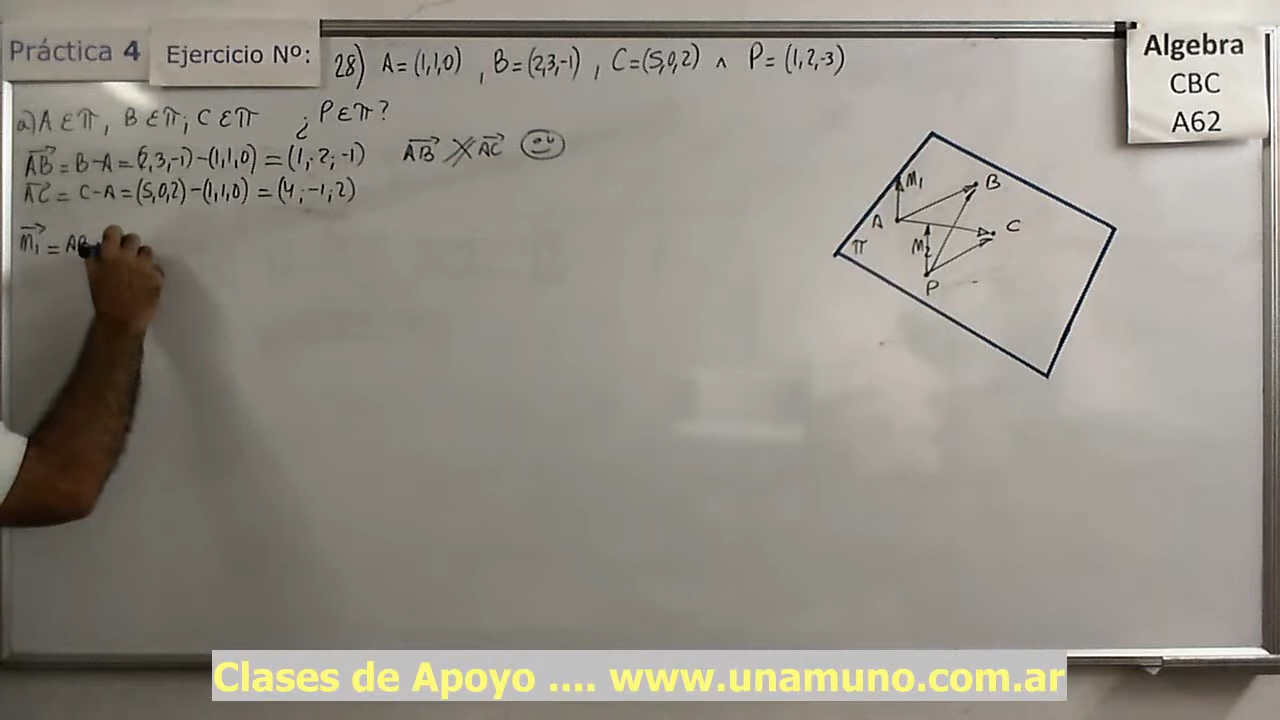 Práctica 4 Ejercicio Nº: 28) A=(1,1,0) , B=(2,3,-1) , C=(5,0,2) ∧ P=(1,2,-3)
Algebra
CBC
A62
a) A ∈ π, B ∈ π; C ∈ π ¿ P ∈ π ?
AB = B-A = (2,3,-1)-(1,1,0) = (1;2;-1) AB ∦ AC
AC = C-A = (5,0,2)-(1,1,0) = (4;-1;2)
M1 = AB
M1 B
A C
π M2
P
Clases de Apoyo .... www.unamuno.com.ar